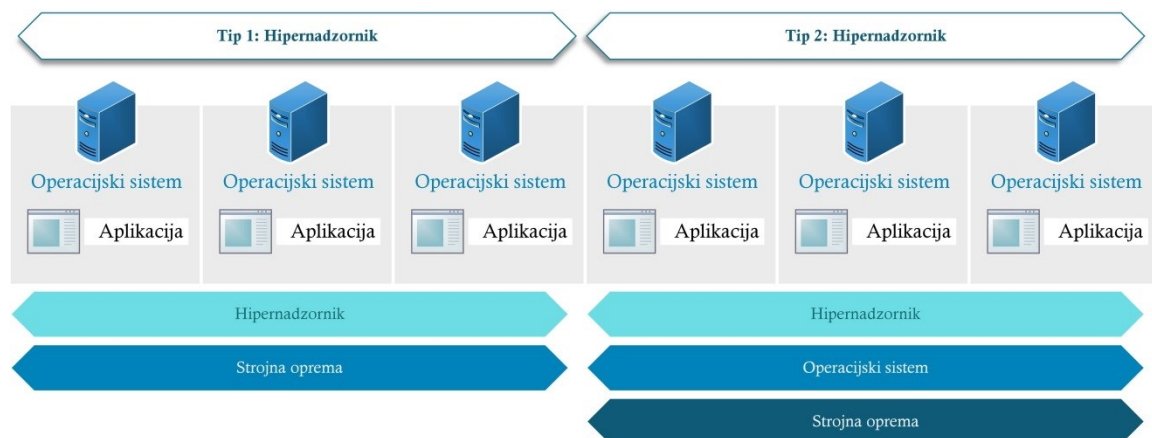 Tip 1: Hipernadzornik
Tip 2: Hipernadzornik
Operacijski sistem
Operacijski sistem
Operacijski sistem
Operacijski sistem
Operacijski sistem
Operacijski sistem
Aplikacija
Aplikacija
Aplikacija
Aplikacija
Aplikacija
Aplikacija
Hipernadzornik
Hipernadzornik
Strojna oprema
Operacijski sistem
Strojna oprema